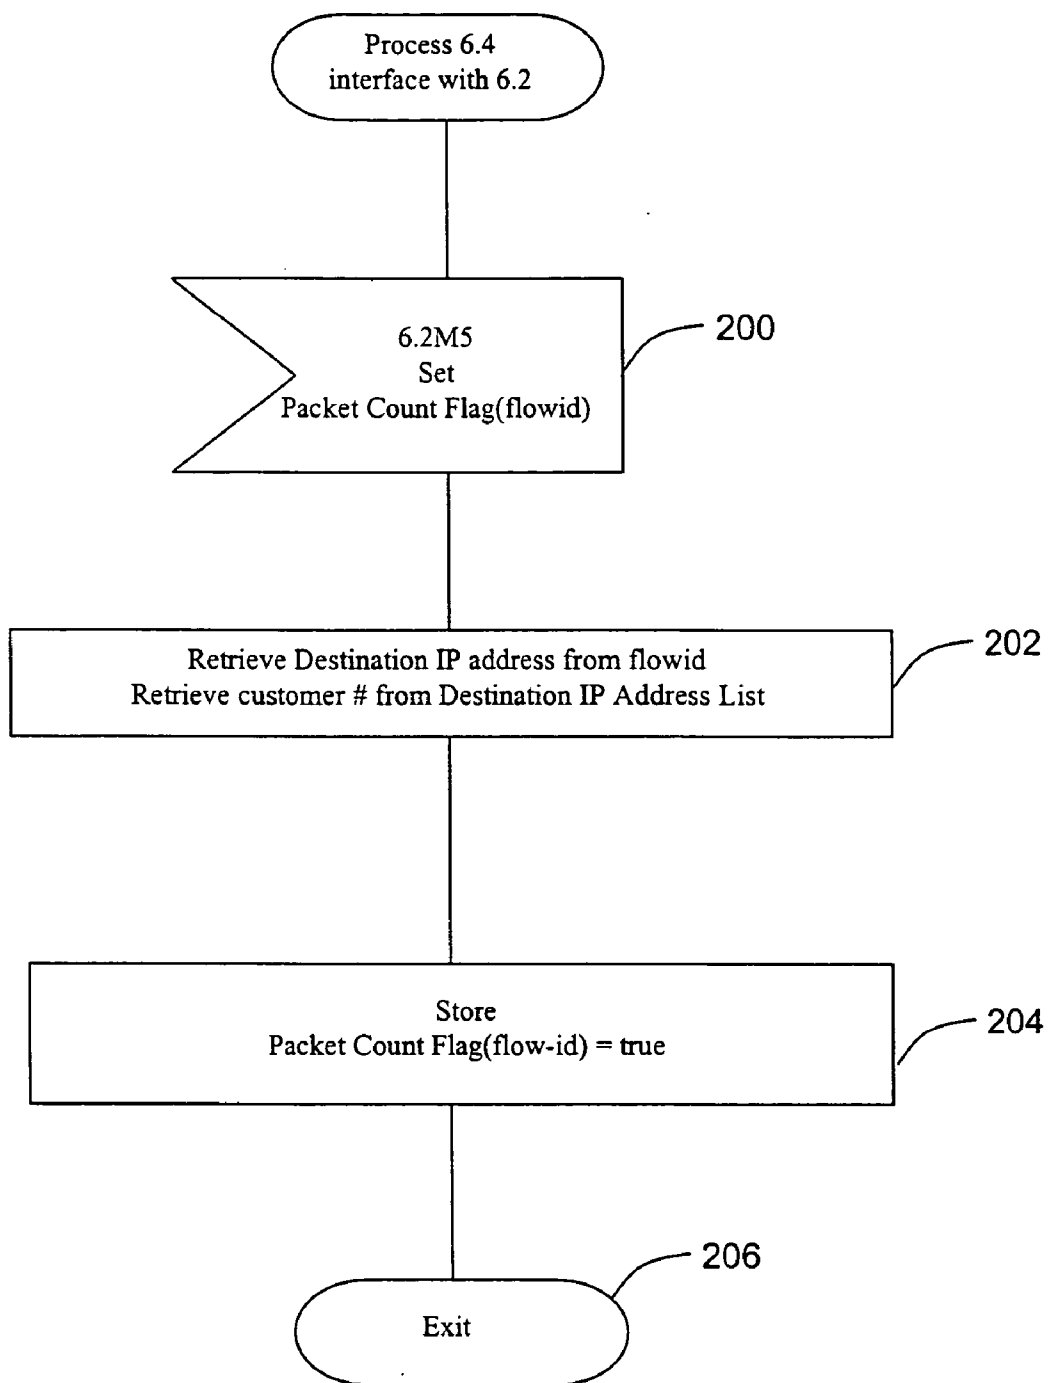 Process 6.4
interface with 6.2
6.2M5
Set
Packet Count Flag(flowid)
200
Retrieve Destination IP address from flowid
Retrieve customer # from Destination IP Address List
202
Store
Packet Count Flag(flow-id) = true
204
206
Exit